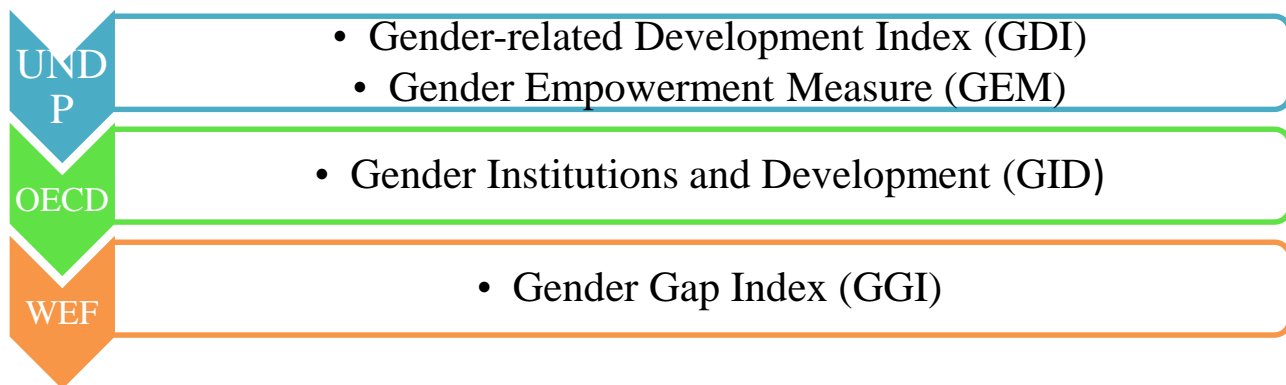 UND
P
• Gender-related Development Index (GDI)
• Gender Empowerment Measure (GEM)
OECD
• Gender Institutions and Development (GID)
WEF
• Gender Gap Index (GGI)